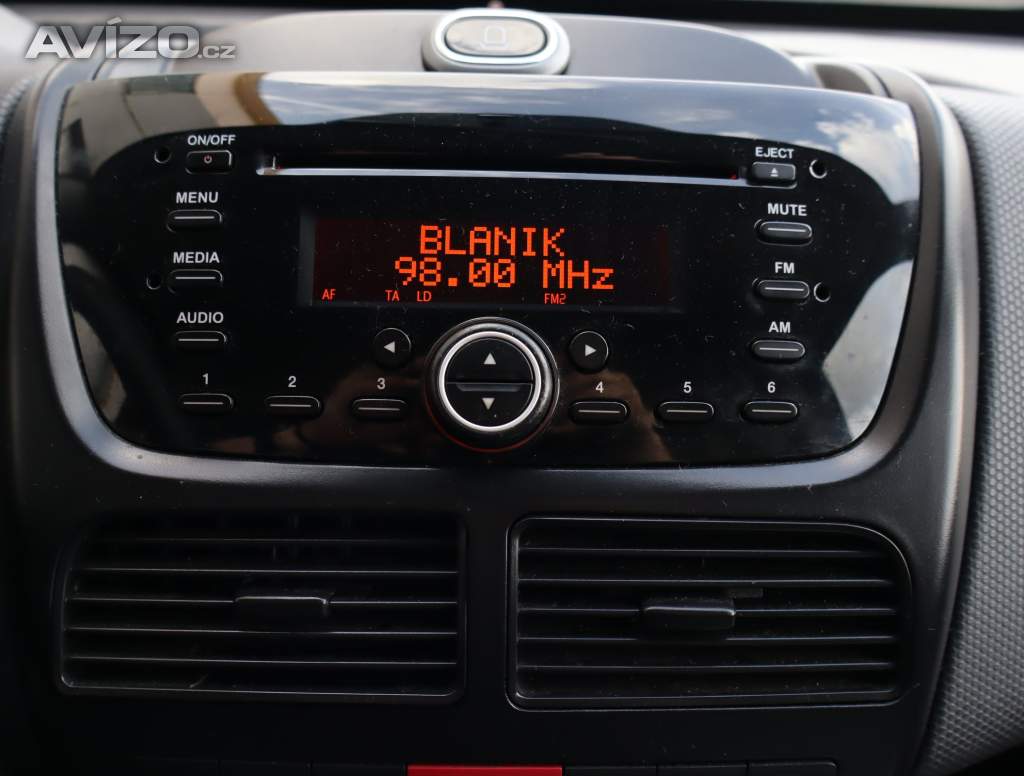 AVÍZO.cz
ON/OFF
EJECT
MENU
MUTE
BLANIK
MEDIA
98.00 MHz
FM
AF TA LD FM2
AUDIO
AM
1 2 3 4 5 6